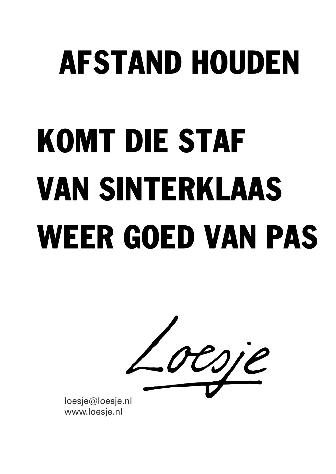 AFSTAND HOUDEN
KOMT DIE STAF
VAN SINTERKLAAS
WEER GOED VAN PAS
Loesje
loesje@loesje.nl
www.loesje.nl